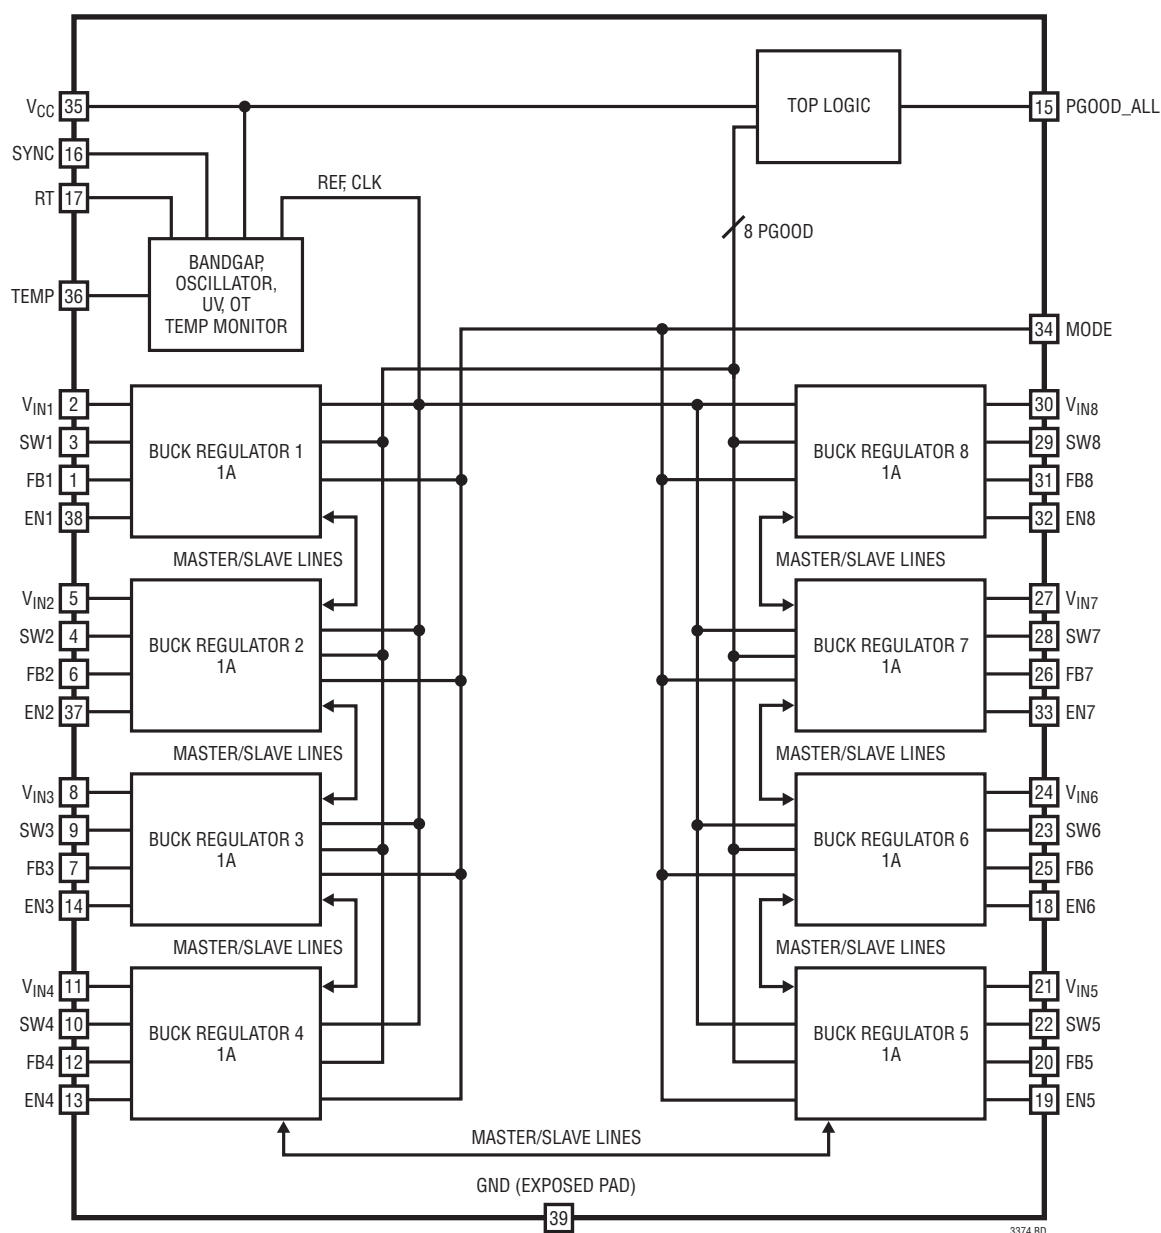 VCC 35
TOP LOGIC
15 PGOOD_ALL
SYNC 16
RT 17
REF, CLK
8 PGOOD
BANDGAP,
OSCILLATOR,
UV, OT
TEMP MONITOR
TEMP 36
34 MODE
VIN1 2
SW1 3
FB1 1
EN1 38
BUCK REGULATOR 1
1A
BUCK REGULATOR 8
1A
30 VIN8
29 SW8
31 FB8
32 EN8
MASTER/SLAVE LINES
MASTER/SLAVE LINES
VIN2 5
SW2 4
FB2 6
EN2 37
BUCK REGULATOR 2
1A
BUCK REGULATOR 7
1A
27 VIN7
28 SW7
26 FB7
33 EN7
MASTER/SLAVE LINES
MASTER/SLAVE LINES
VIN3 8
SW3 9
FB3 7
EN3 14
BUCK REGULATOR 3
1A
BUCK REGULATOR 6
1A
24 VIN6
23 SW6
25 FB6
18 EN6
MASTER/SLAVE LINES
MASTER/SLAVE LINES
VIN4 11
SW4 10
FB4 12
EN4 13
BUCK REGULATOR 4
1A
BUCK REGULATOR 5
1A
21 VIN5
22 SW5
20 FB5
19 EN5
MASTER/SLAVE LINES
GND (EXPOSED PAD)
39
3374 BD